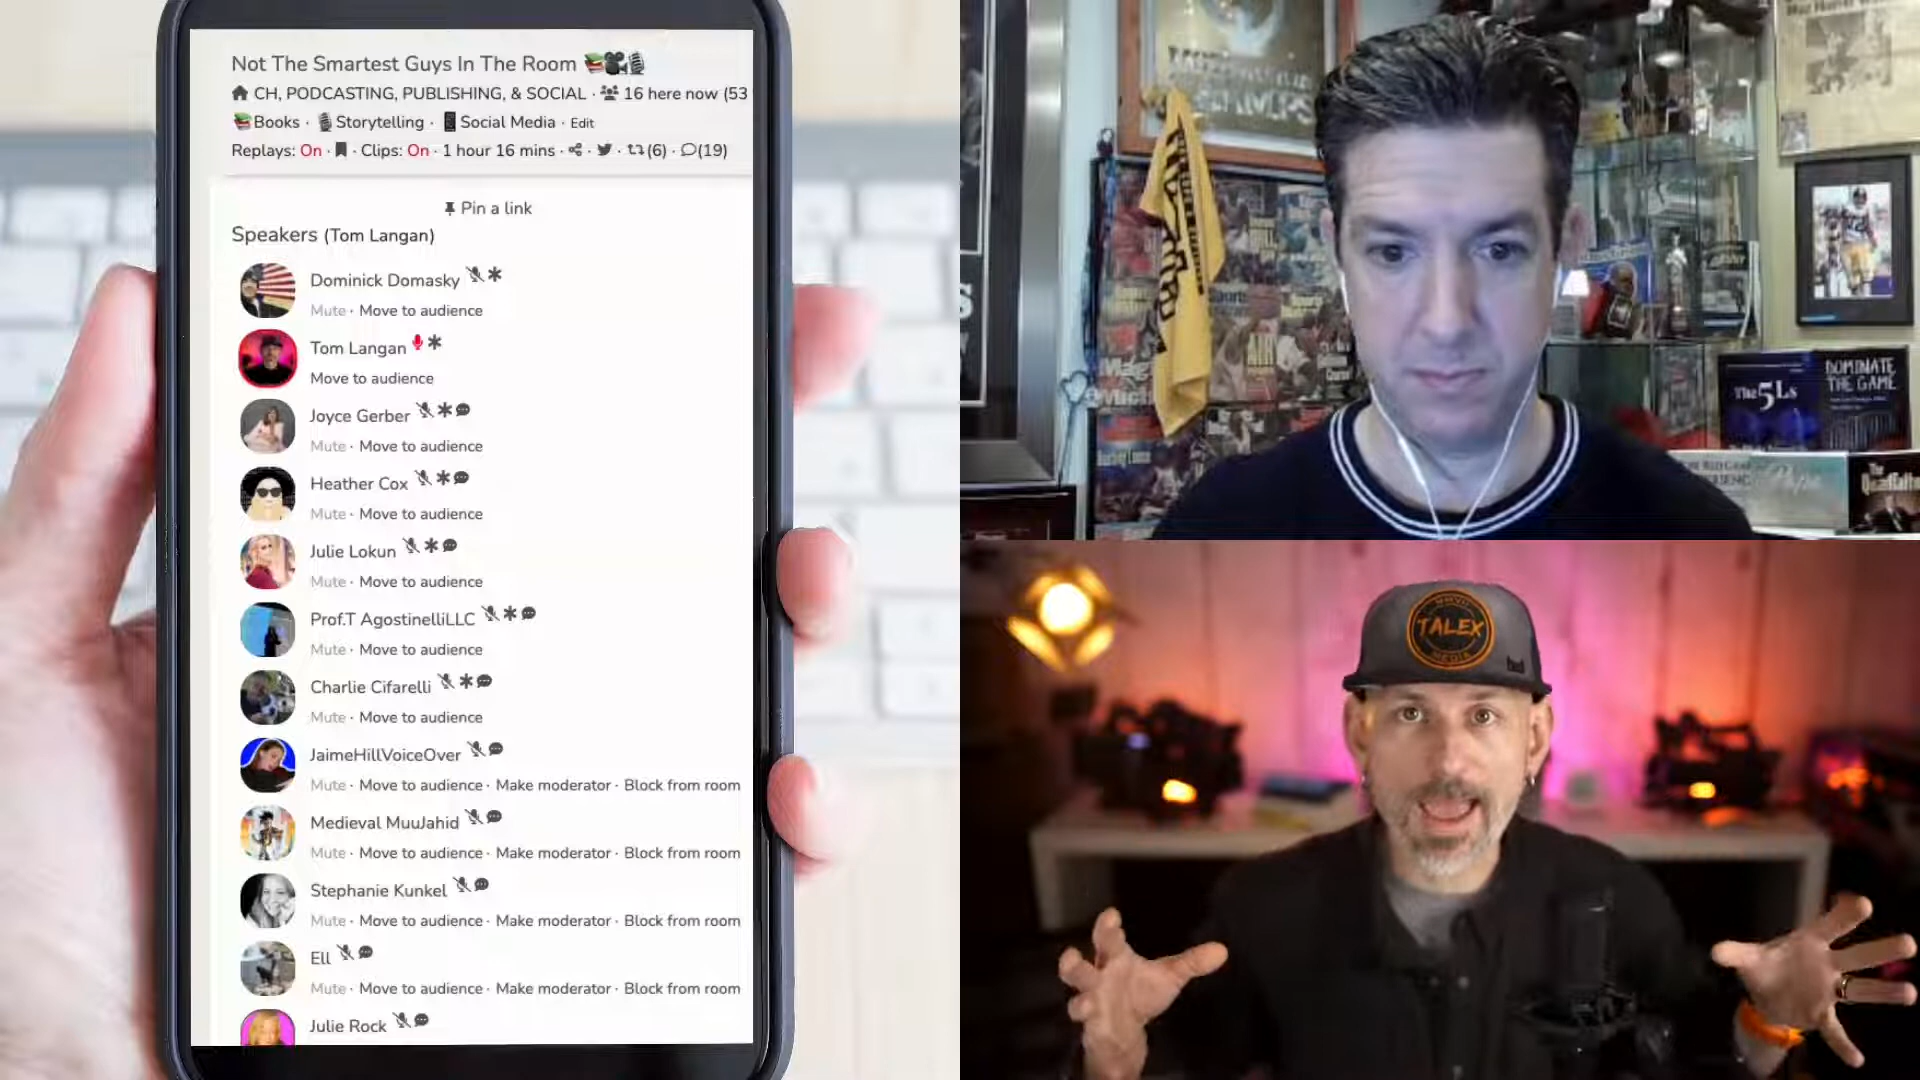 Not The Smartest Guys In The Room 📚🎥🎙
CH, PODCASTING, PUBLISHING, & SOCIAL · 16 here now (53
📚Books · 🎙Storytelling · 📱Social Media · Edit
Replays: On · Clips: On · 1 hour 16 mins · (6) · (19)
Pin a link
Speakers (Tom Langan)
Dominick Domasky
Mute · Move to audience
Tom Langan
Move to audience
Joyce Gerber
Mute · Move to audience
Heather Cox
Mute · Move to audience
Julie Lokun
Mute · Move to audience
Prof.T AgostinelliLLC
Mute · Move to audience
Charlie Cifarelli
Mute · Move to audience
JaimeHillVoiceOver
Mute · Move to audience · Make moderator · Block from room
Medieval MuuJahid
Mute · Move to audience · Make moderator · Block from room
Stephanie Kunkel
Mute · Move to audience · Make moderator · Block from room
Ell
Mute · Move to audience · Make moderator · Block from room
Julie Rock
AIR
The 5Ls
DOMINATE
THE GAME
The
TALEX
MEDIA